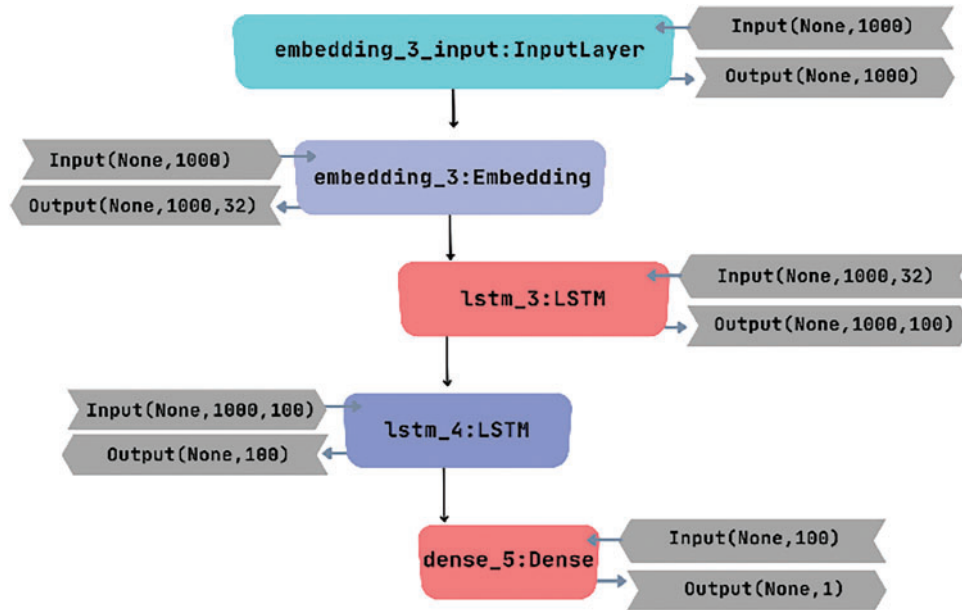 embedding_3_input:InputLayer
Input(None,1000)
Output(None,1000)
Input(None,1000)
Output(None,1000,32)
embedding_3:Embedding
lstm_3:LSTM
Input(None,1000,32)
Output(None,1000,100)
Input(None,1000,100)
Output(None,100)
lstm_4:LSTM
dense_5:Dense
Input(None,100)
Output(None,1)